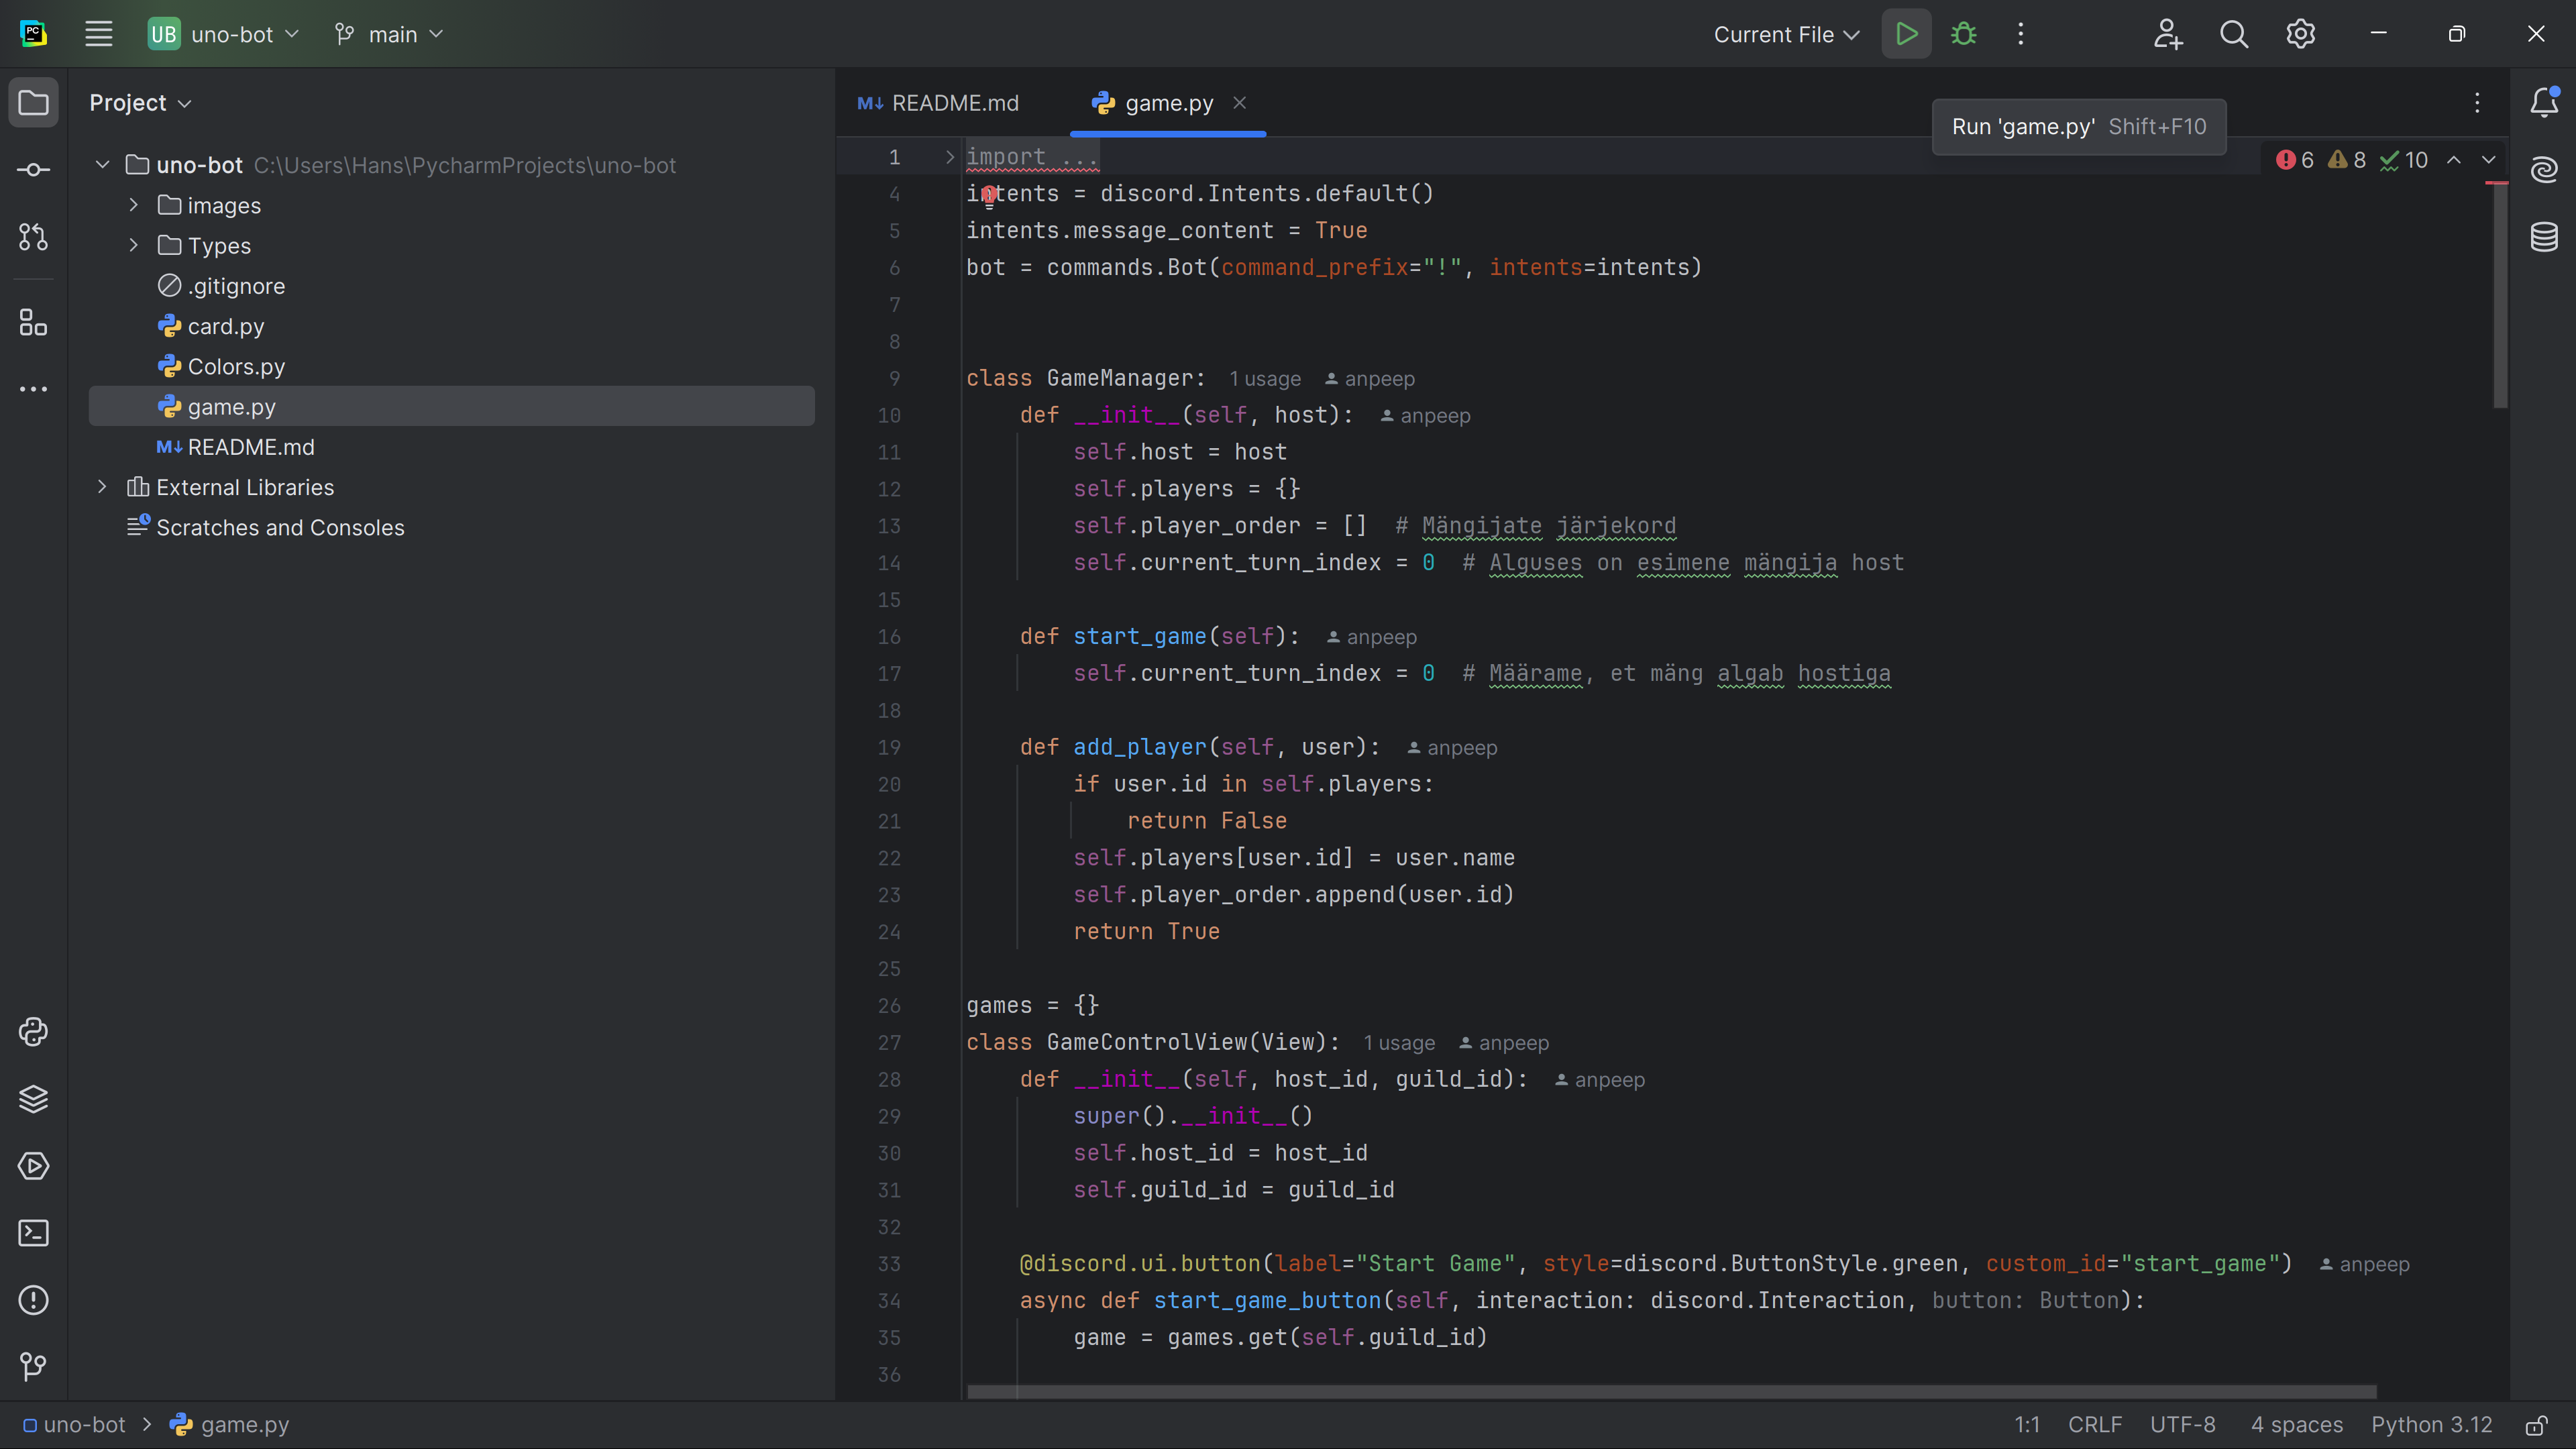 PC UB uno-bot main Current File
Project
README.md game.py
Run 'game.py' Shift+F10
uno-bot C:\Users\Hans\PycharmProjects\uno-bot
images
Types
.gitignore
card.py
Colors.py
game.py
README.md
External Libraries
Scratches and Consoles
6 8 10
1 import ...
4 intents = discord.Intents.default()
5 intents.message_content = True
6 bot = commands.Bot(command_prefix="!", intents=intents)
7
8
9 class GameManager: 1 usage anpeep
10 def __init__(self, host): anpeep
11 self.host = host
12 self.players = {}
13 self.player_order = [] # Mängijate järjekord
14 self.current_turn_index = 0 # Alguses on esimene mängija host
15
16 def start_game(self): anpeep
17 self.current_turn_index = 0 # Määrame, et mäng algab hostiga
18
19 def add_player(self, user): anpeep
20 if user.id in self.players:
21 return False
22 self.players[user.id] = user.name
23 self.player_order.append(user.id)
24 return True
25
26 games = {}
27 class GameControlView(View): 1 usage anpeep
28 def __init__(self, host_id, guild_id): anpeep
29 super().__init__()
30 self.host_id = host_id
31 self.guild_id = guild_id
32
33 @discord.ui.button(label="Start Game", style=discord.ButtonStyle.green, custom_id="start_game") anpeep
34 async def start_game_button(self, interaction: discord.Interaction, button: Button):
35 game = games.get(self.guild_id)
36
uno-bot > game.py 1:1 CRLF UTF-8 4 spaces Python 3.12